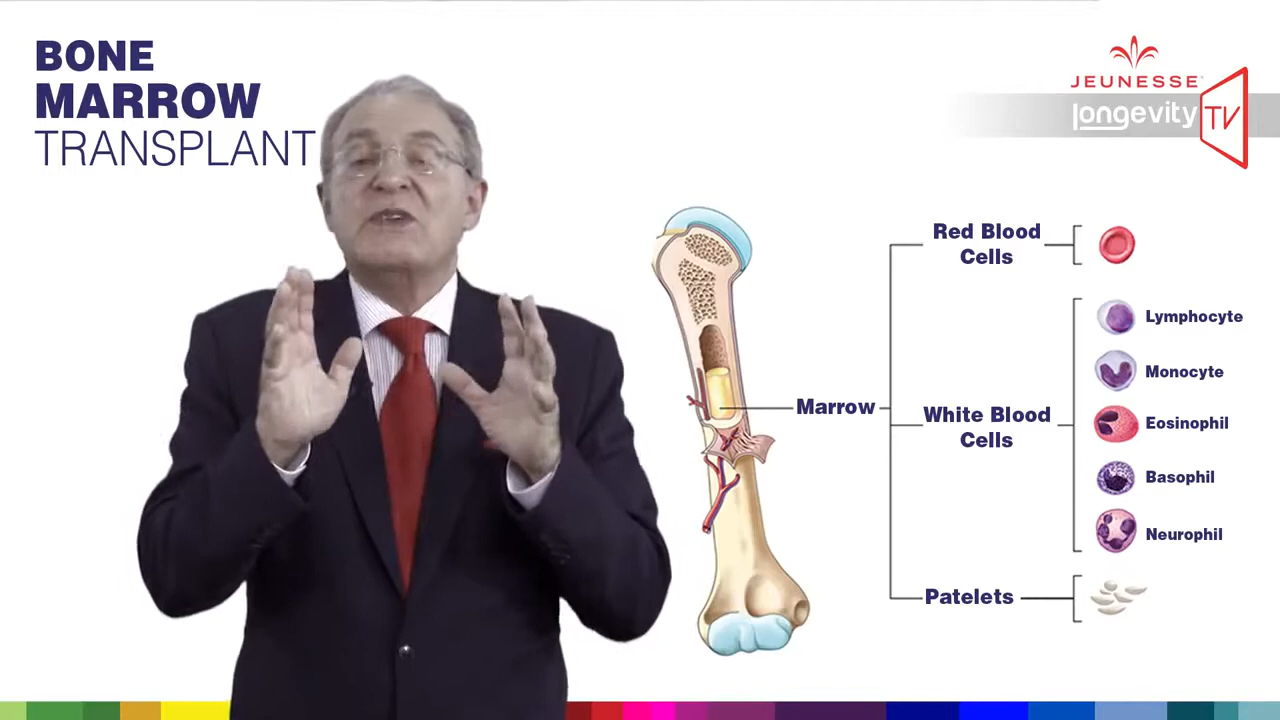 BONE
MARROW
TRANSPLANT
JEUNESSE
longevity TV
Red Blood
Cells
Lymphocyte
Monocyte
Marrow
White Blood
Cells
Eosinophil
Basophil
Neurophil
Patelets